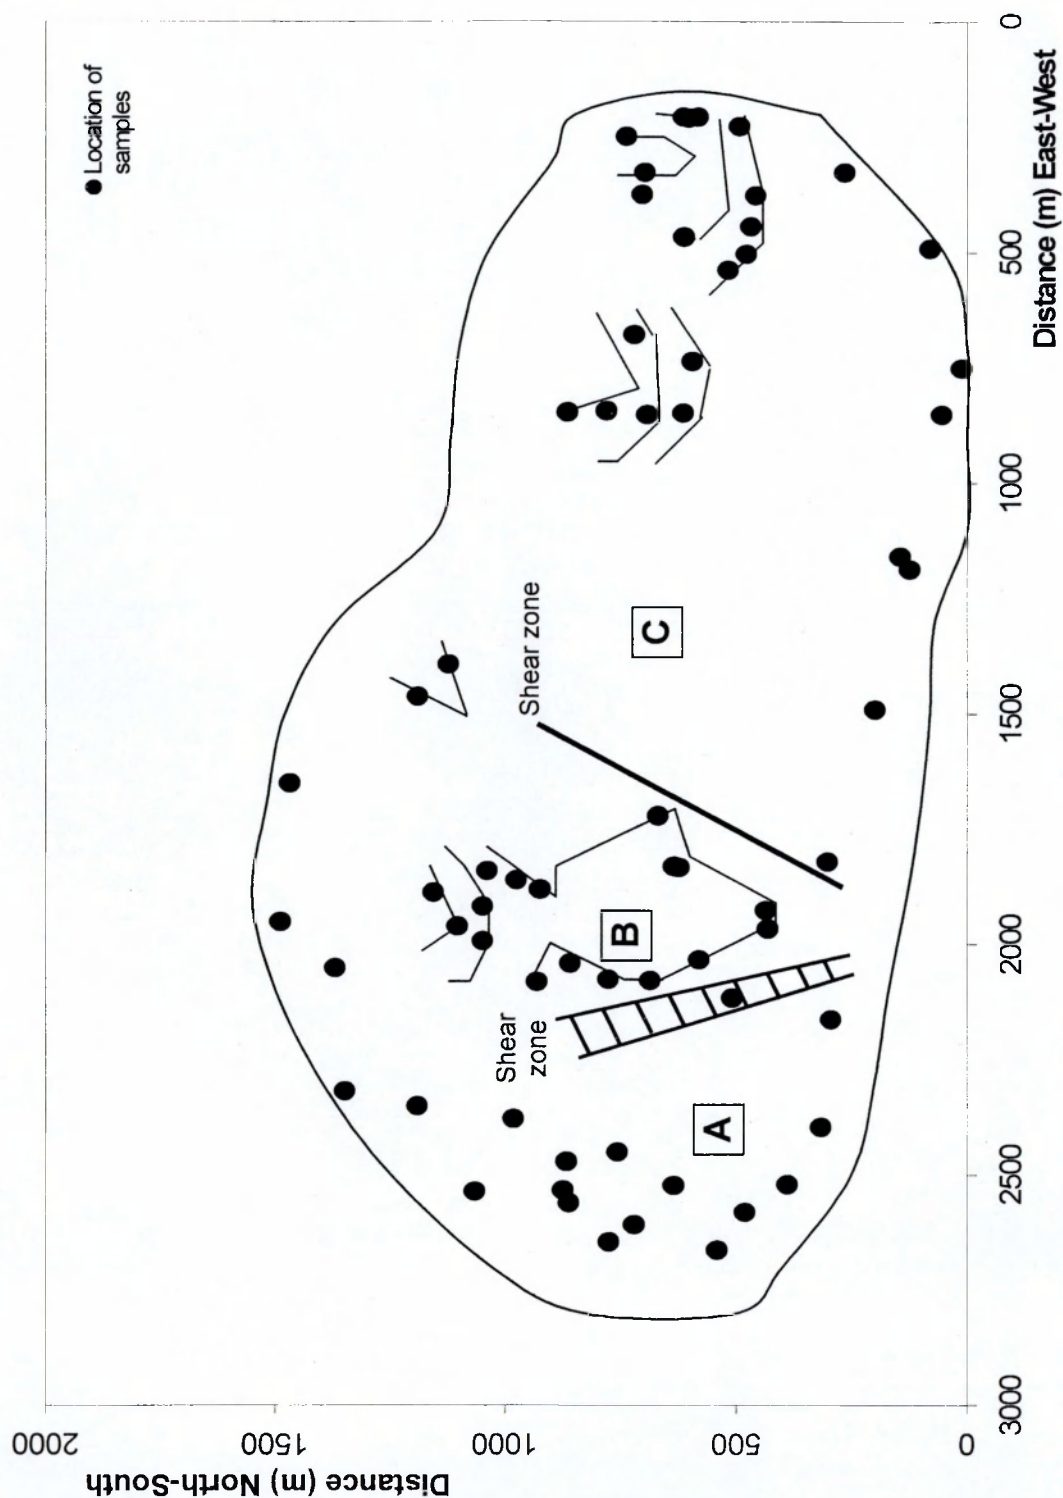 Location of
samples
Shear zone
C
B
Shear
zone
A
2000
1500
1000
500
0
Distance (m) North-South
3000
2500
2000
1500
1000
500
0
Distance (m) East-West